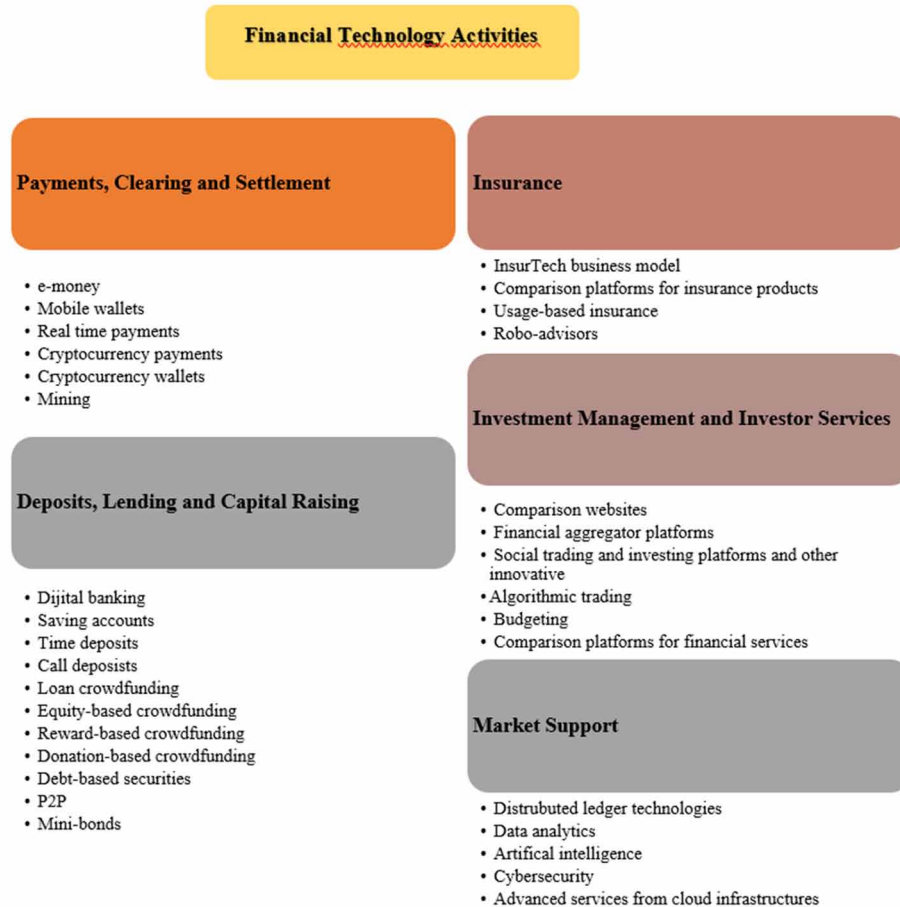 Financial Technology Activities
Payments, Clearing and Settlement
• e-money
• Mobile wallets
• Real time payments
• Cryptocurrency payments
• Cryptocurrency wallets
• Mining
Deposits, Lending and Capital Raising
• Dijital banking
• Saving accounts
• Time deposits
• Call deposists
• Loan crowdfunding
• Equity-based crowdfunding
• Reward-based crowdfunding
• Donation-based crowdfunding
• Debt-based securities
• P2P
• Mini-bonds
Insurance
• InsurTech business model
• Comparison platforms for insurance products
• Usage-based insurance
• Robo-advisors
Investment Management and Investor Services
• Comparison websites
• Financial aggregator platforms
• Social trading and investing platforms and other
innovative
• Algorithmic trading
• Budgeting
• Comparison platforms for financial services
Market Support
• Distrubuted ledger technologies
• Data analytics
• Artifical intelligence
• Cybersecurity
• Advanced services from cloud infrastructures